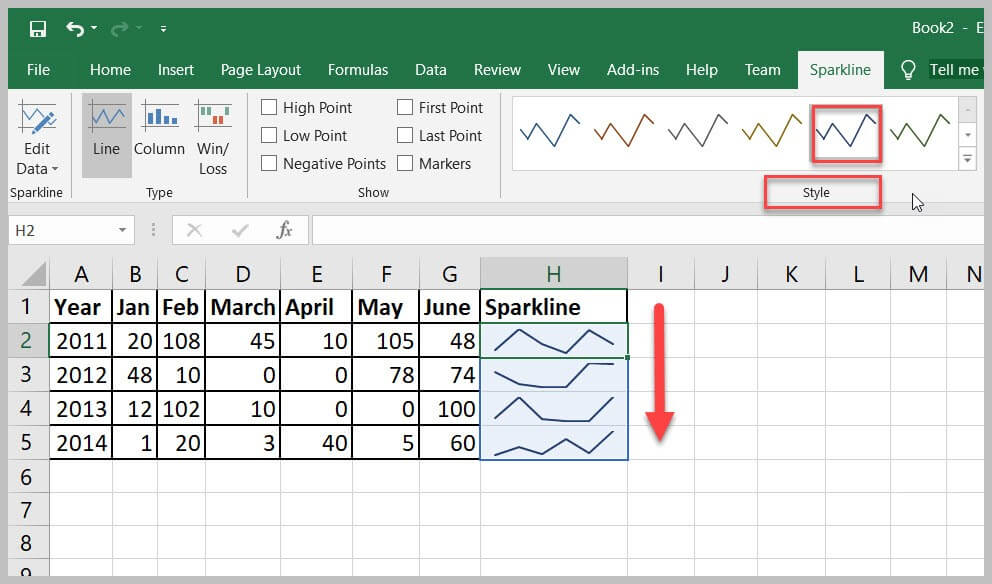 Book2 - E
File Home Insert Page Layout Formulas Data Review View Add-ins Help Team Sparkline Tell me
High Point First Point
Edit Line Column Win/ Low Point Last Point
Data Loss Negative Points Markers
Sparkline Type Show Style
H2 fx
A B C D E F G H I J K L M N
1 Year Jan Feb March April May June Sparkline
2 2011 20 108 45 10 105 48
3 2012 48 10 0 0 78 74
4 2013 12 102 10 0 0 100
5 2014 1 20 3 40 5 60
6
7
8
9